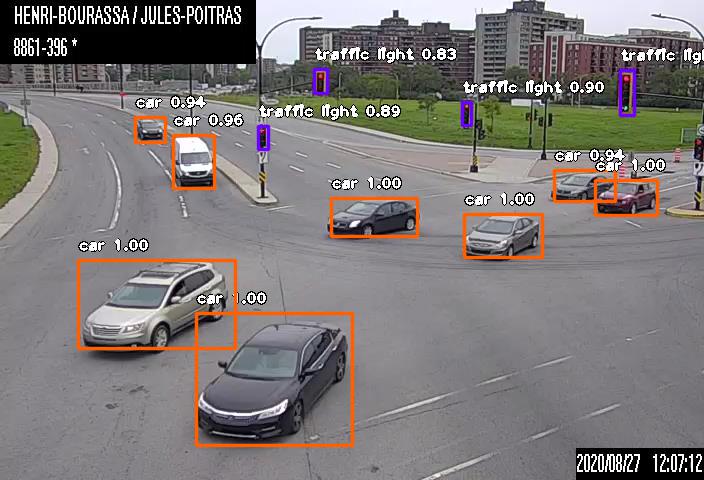 HENRI-BOURASSA / JULES-POITRAS
8861-396 *
traffic light 0.83
traffic lig
traffic light 0.90
car 0.94
traffic light 0.89
car 0.96
car 0.94
car 1.00
car 1.00
car 1.00
car 1.00
car 1.00
2020/08/27 12:07:12